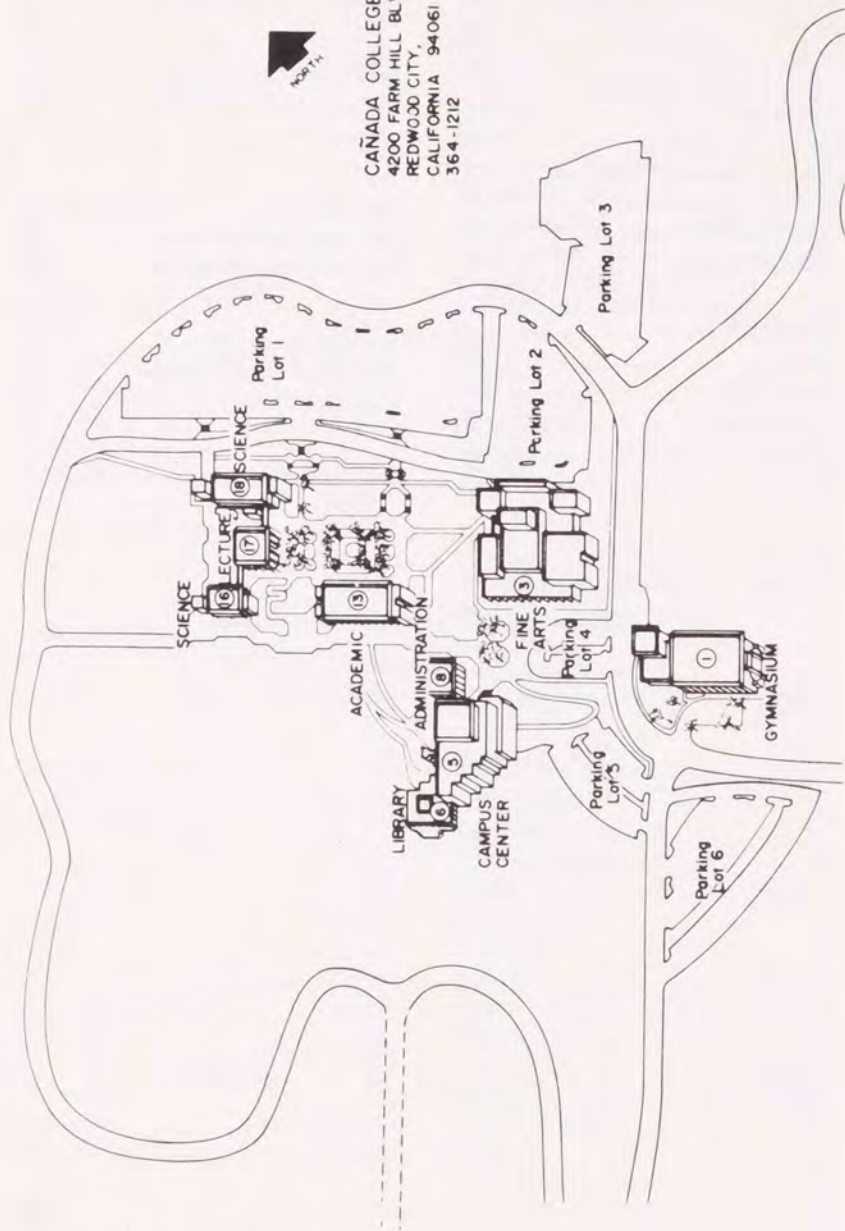 NORTH
CAÑADA COLLEGE
4200 FARM HILL
REDWOOD CITY,
CALIFORNIA 94061
364-1212
Parking
Lot 1
SCIENCE
18
LECTURE
17
SCIENCE
16
ACADEMIC
13
ADMINISTRATION
8
LIBRARY
6
5
CAMPUS
CENTER
FINE
ARTS
3
Parking Lot 2
Parking Lot 3
Parking
Lot 4
Parking
Lot 5
Parking
Lot 6
1
GYMNASIUM